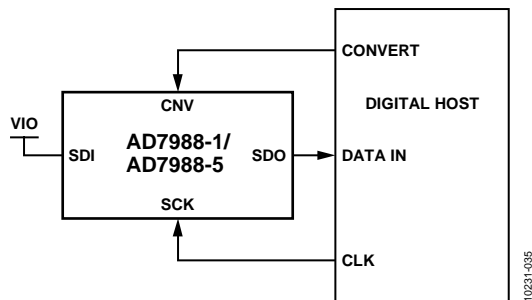 CONVERT
CNV
DIGITAL HOST
VIO
SDI
AD7988-1/
AD7988-5
SDO
DATA IN
SCK
CLK
10231-035